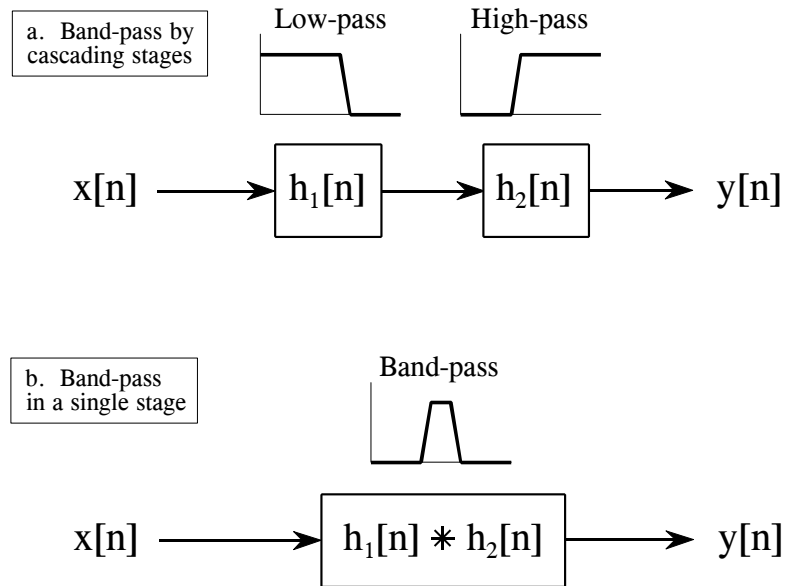 a. Band-pass by
cascading stages
Low-pass
High-pass
x[n]
h₁[n]
h₂[n]
y[n]
b. Band-pass
in a single stage
Band-pass
x[n]
h₁[n] ∗ h₂[n]
y[n]